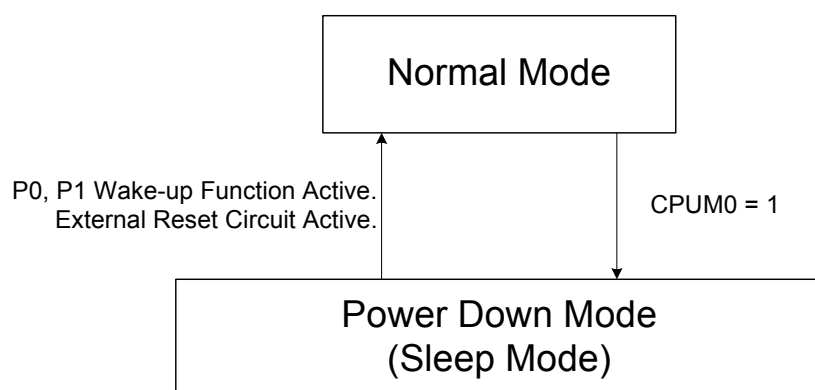 Normal Mode
P0, P1 Wake-up Function Active.
External Reset Circuit Active.
CPUM0 = 1
Power Down Mode
(Sleep Mode)